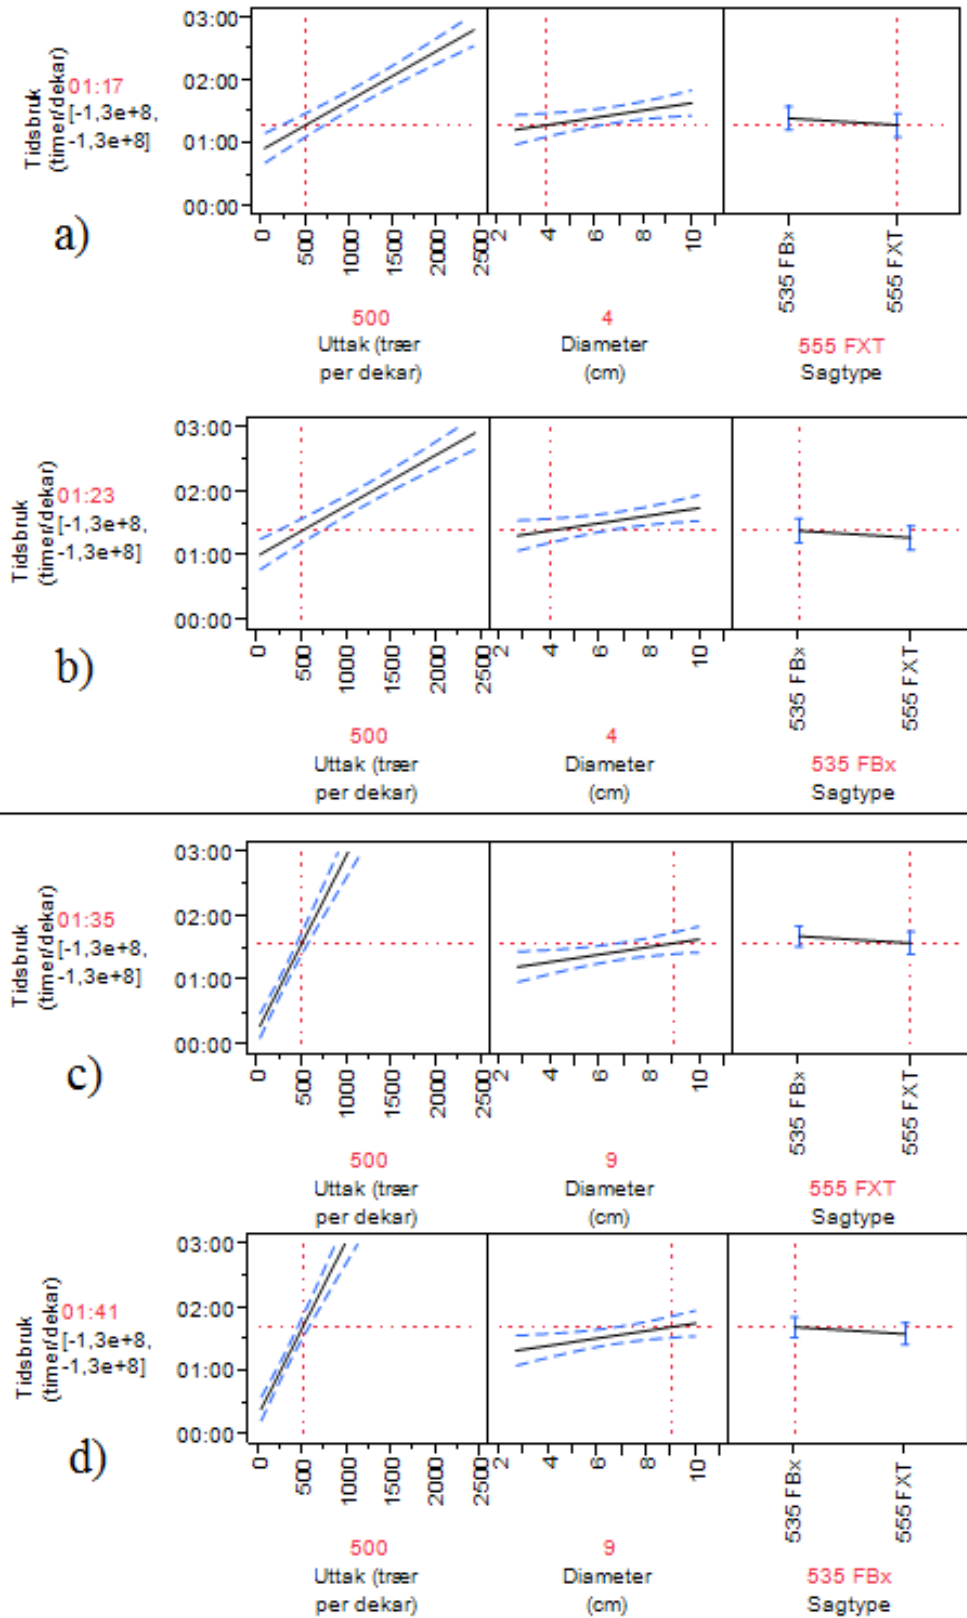 03:00
02:00
01:00
00:00
Tidsbruk
(timer/dekar)
01:17
[-1,3e+8,
-1,3e+8]
a)
0
500
1000
1500
2000
2500
2
4
6
8
10
535 FBx
555 FXT
500
Uttak (trær
per dekar)
4
Diameter
(cm)
555 FXT
Sagtype
03:00
02:00
01:00
00:00
Tidsbruk
(timer/dekar)
01:23
[-1,3e+8,
-1,3e+8]
b)
0
500
1000
1500
2000
2500
2
4
6
8
10
535 FBx
555 FXT
500
Uttak (trær
per dekar)
4
Diameter
(cm)
535 FBx
Sagtype
03:00
02:00
01:00
00:00
Tidsbruk
(timer/dekar)
01:35
[-1,3e+8,
-1,3e+8]
c)
0
500
1000
1500
2000
2500
2
4
6
8
10
535 FBx
555 FXT
500
Uttak (trær
per dekar)
9
Diameter
(cm)
555 FXT
Sagtype
03:00
02:00
01:00
00:00
Tidsbruk
(timer/dekar)
01:41
[-1,3e+8,
-1,3e+8]
d)
0
500
1000
1500
2000
2500
2
4
6
8
10
535 FBx
555 FXT
500
Uttak (trær
per dekar)
9
Diameter
(cm)
535 FBx
Sagtype